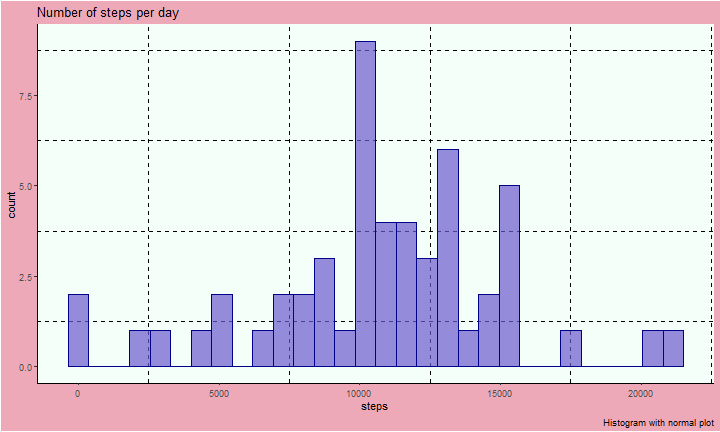 Number of steps per day
count
7.5
5.0
2.5
0.0
0 5000 10000 15000 20000
steps
Histogram with normal plot